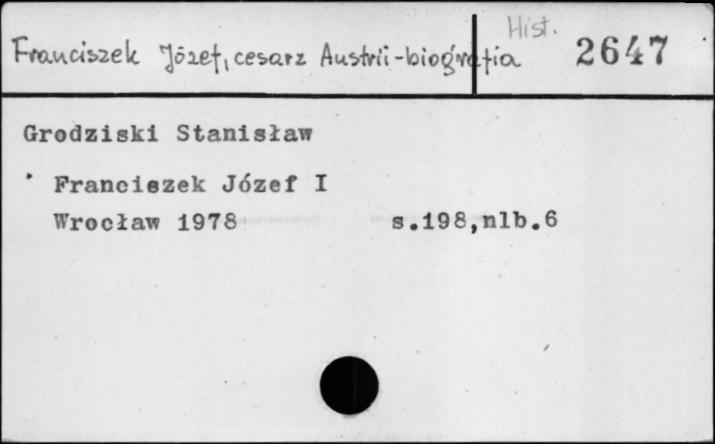 Hist.
Franciszek Józef, cesarz Austrii-biografia 2647
Grodziski Stanisław
Franciszek Józef I
Wrocław 1978 s.198,nlb.6